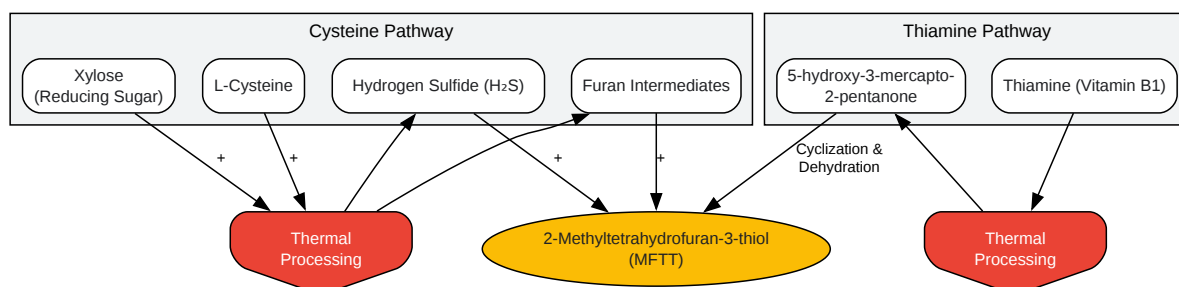 Cysteine Pathway
Thiamine Pathway
Xylose
(Reducing Sugar)
L-Cysteine
Hydrogen Sulfide (H₂S)
Furan Intermediates
5-hydroxy-3-mercapto-
2-pentanone
Thiamine (Vitamin B1)
+
+
+
+
Cyclization &
Dehydration
Thermal
Processing
2-Methyltetrahydrofuran-3-thiol
(MFTT)
Thermal
Processing